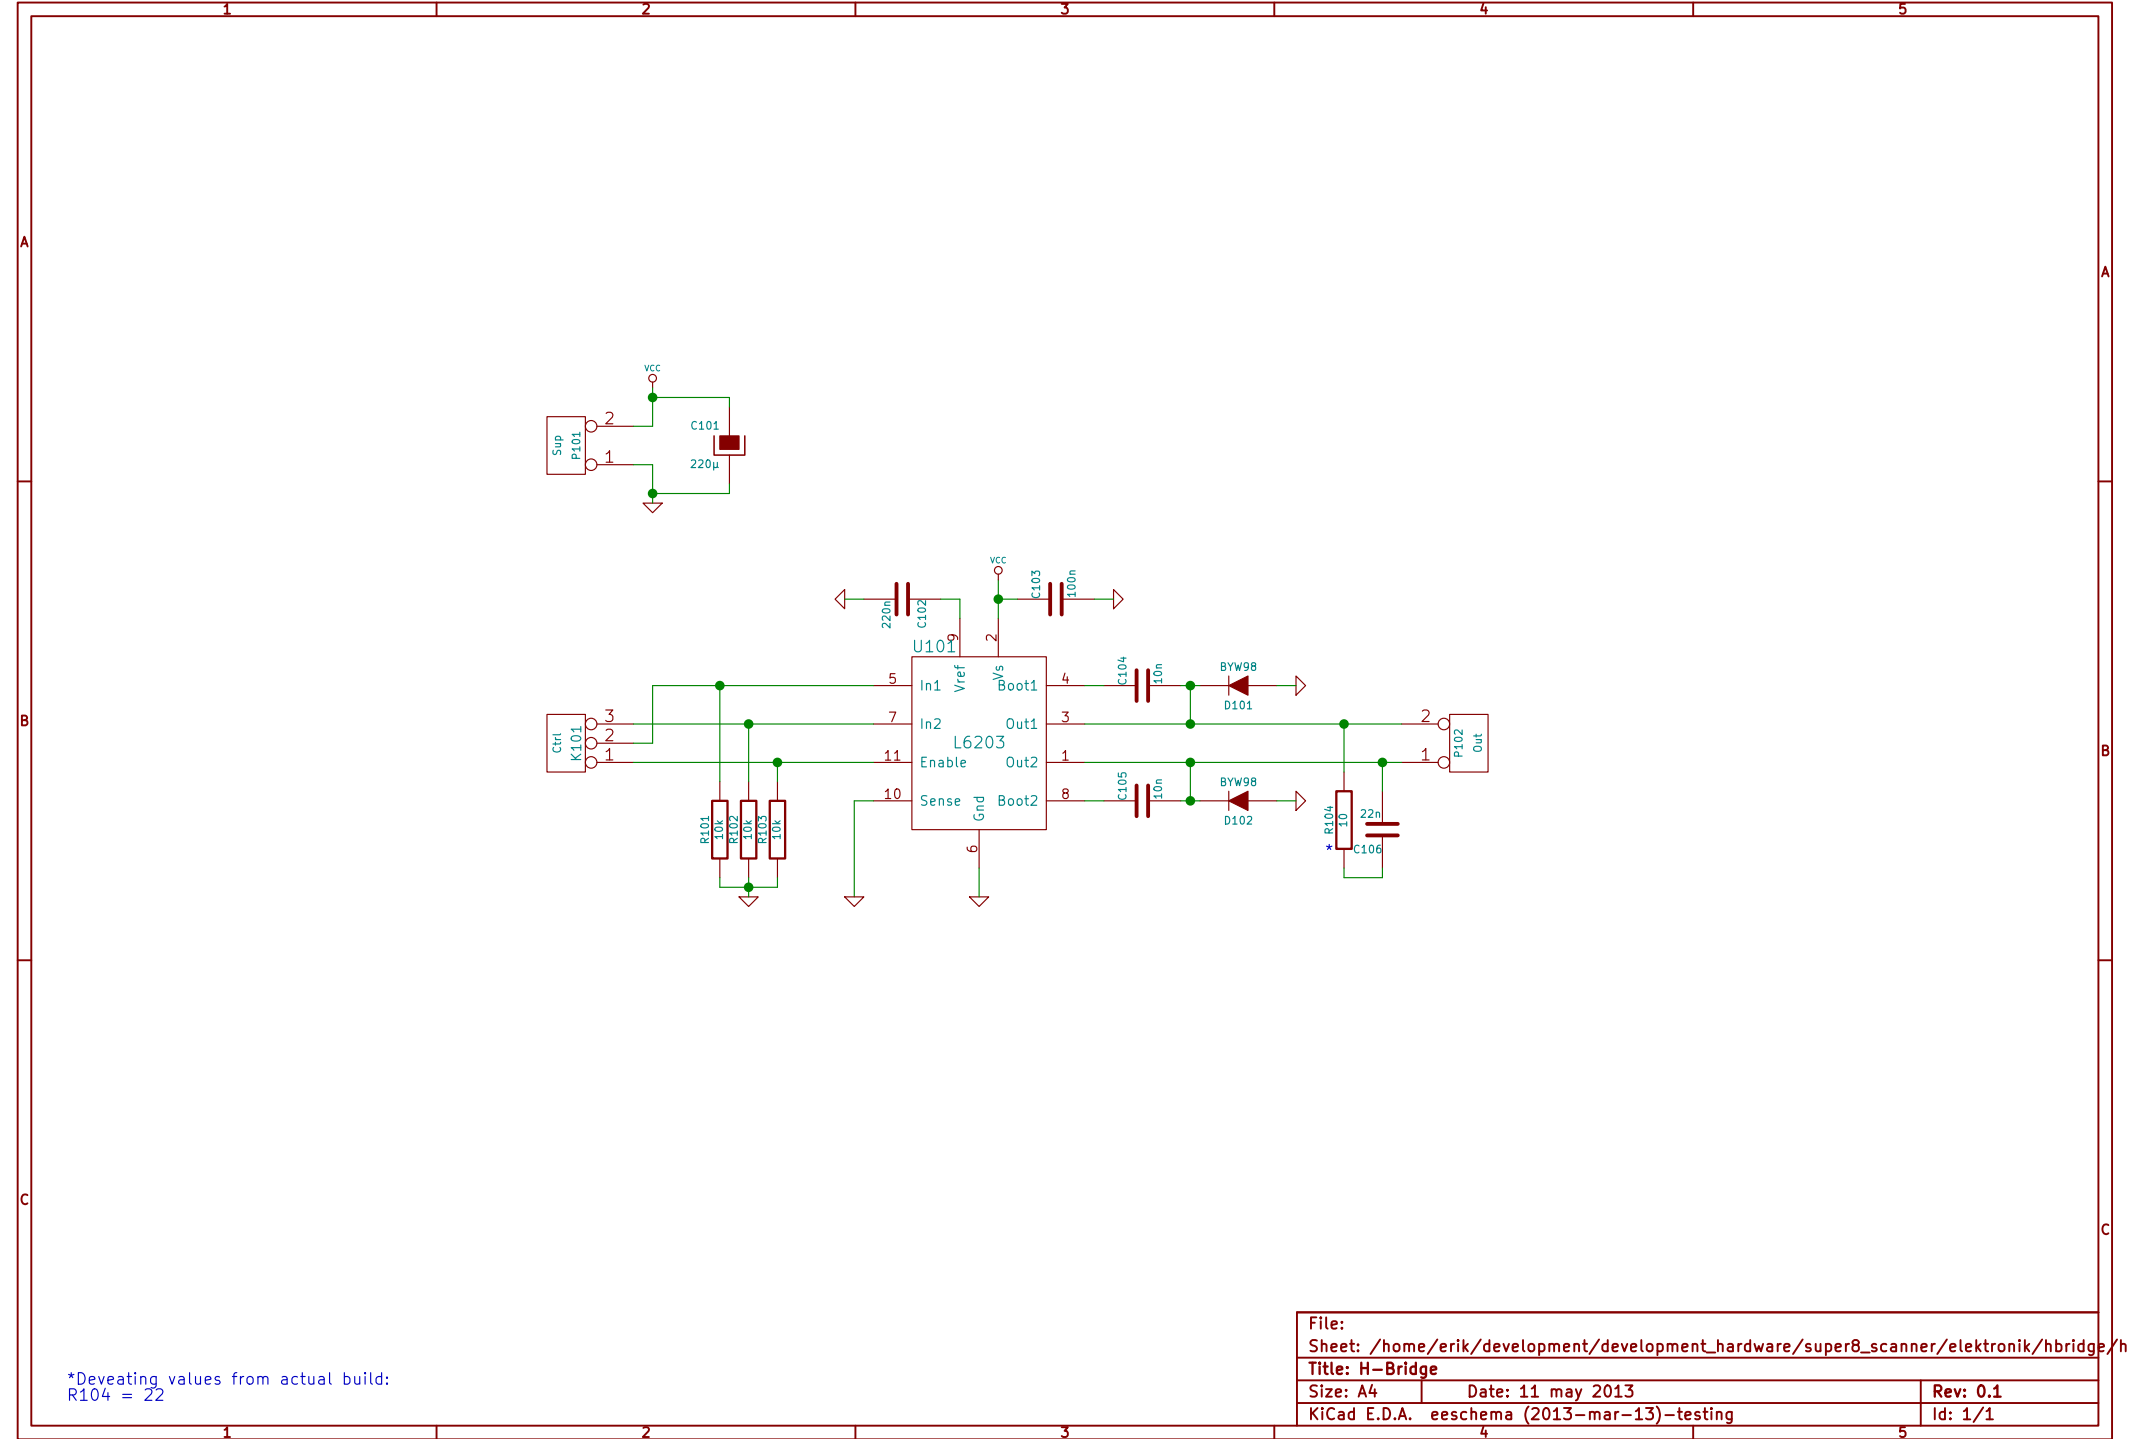 1 2 3 4 5
A
A
B
B
C
C
VCC
2
Sup
P101
1
C101
220µ
VCC
C103
100n
220n
C102
9
2
U101
Vref
Vs
5 In1
7 In2
11 Enable
10 Sense
Gnd
6
L6203
Boot1 4
Out1 3
Out2 1
Boot2 8
Ctrl
K101
3
2
1
R101
10k
R102
10k
R103
10k
C104
10n
BYW98
D101
C105
10n
BYW98
D102
R104
10
*
22n
C106
2
1
P102
Out
*Deveating values from actual build:
R104 = 22
File:
Sheet: /home/erik/development/development_hardware/super8_scanner/elektronik/hbridge/h
Title: H-Bridge
Size: A4 Date: 11 may 2013 Rev: 0.1
KiCad E.D.A. eeschema (2013-mar-13)-testing Id: 1/1
1 2 3 4 5